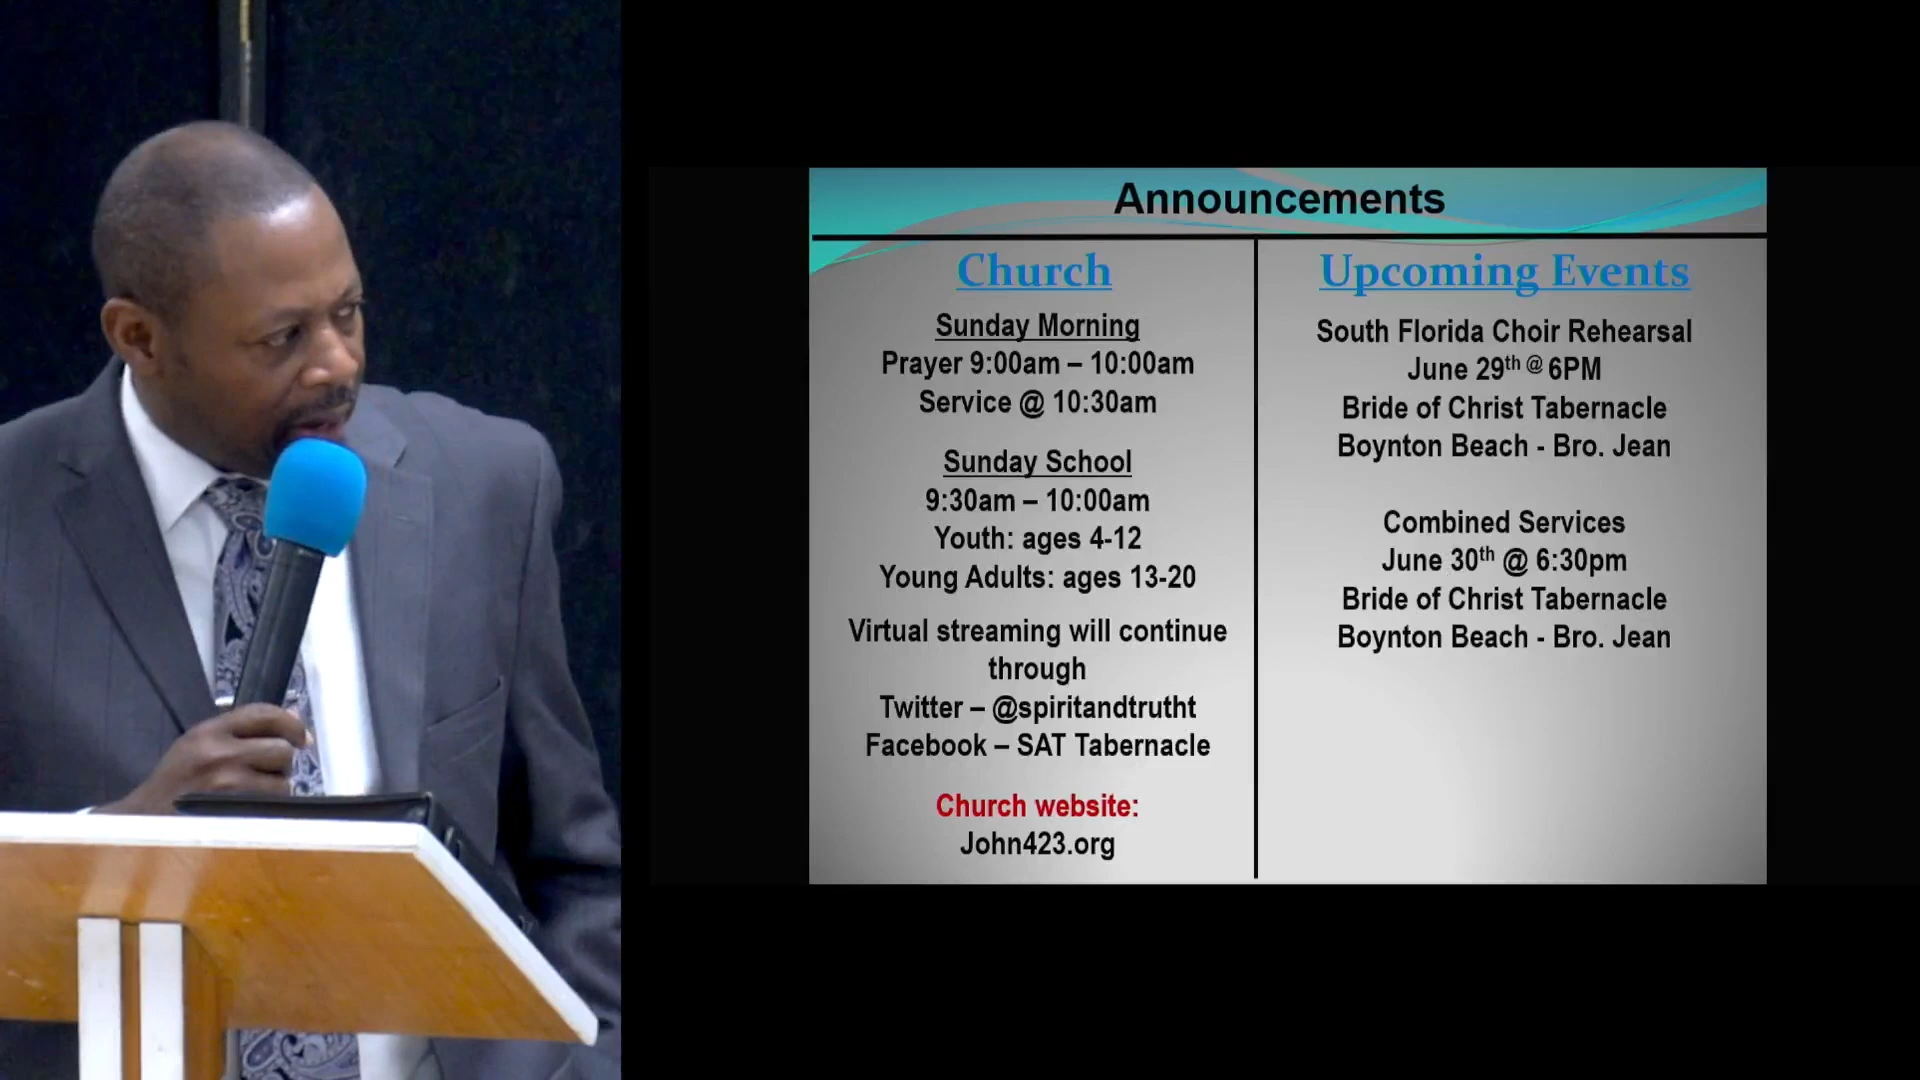 Announcements
Church
Sunday Morning
Prayer 9:00am – 10:00am
Service @ 10:30am
Sunday School
9:30am – 10:00am
Youth: ages 4-12
Young Adults: ages 13-20
Virtual streaming will continue
through
Twitter – @spiritandtrutht
Facebook – SAT Tabernacle
Church website:
John423.org
Upcoming Events
South Florida Choir Rehearsal
June 29th @ 6PM
Bride of Christ Tabernacle
Boynton Beach - Bro. Jean
Combined Services
June 30th @ 6:30pm
Bride of Christ Tabernacle
Boynton Beach - Bro. Jean